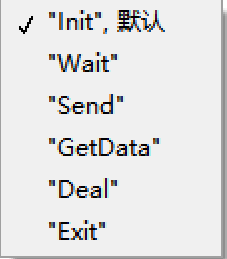 "Init", 默认
"Wait"
"Send"
"GetData"
"Deal"
"Exit"